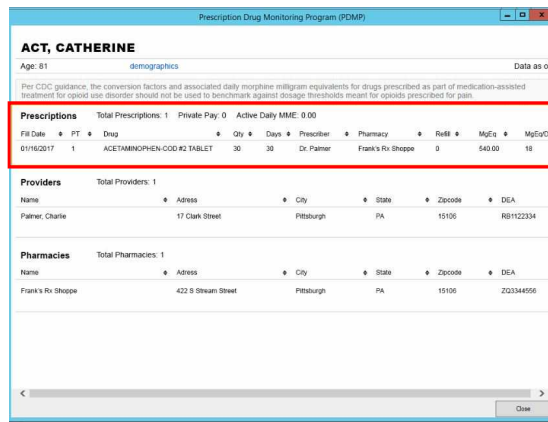 Prescription Drug Monitoring Program (PDMP)
ACT, CATHERINE
Age: 81 demographics Data as o
Per CDC guidance, the conversion factors and associated daily morphine milligram equivalents for drugs prescribed as part of medication-assisted
treatment for opioid use disorder should not be used to benchmark against dosage thresholds meant for opioids prescribed for pain.
Prescriptions Total Prescriptions: 1 Private Pay: 0 Active Daily MME: 0.00
Fill Date PT Drug Qty Days Prescriber Pharmacy Refill MgEq MgEq/D
01/16/2017 1 ACETAMINOPHEN-COD #2 TABLET 30 30 Dr. Palmer Frank's Rx Shoppe 0 540.00 18
Providers Total Providers: 1
Name Adress City State Zipcode DEA
Palmer, Charlie 17 Clark Street Pittsburgh PA 15106 RB1122334
Pharmacies Total Pharmacies: 1
Name Adress City State Zipcode DEA
Frank's Rx Shoppe 422 S Stream Street Pittsburgh PA 15106 ZQ3344556
Close